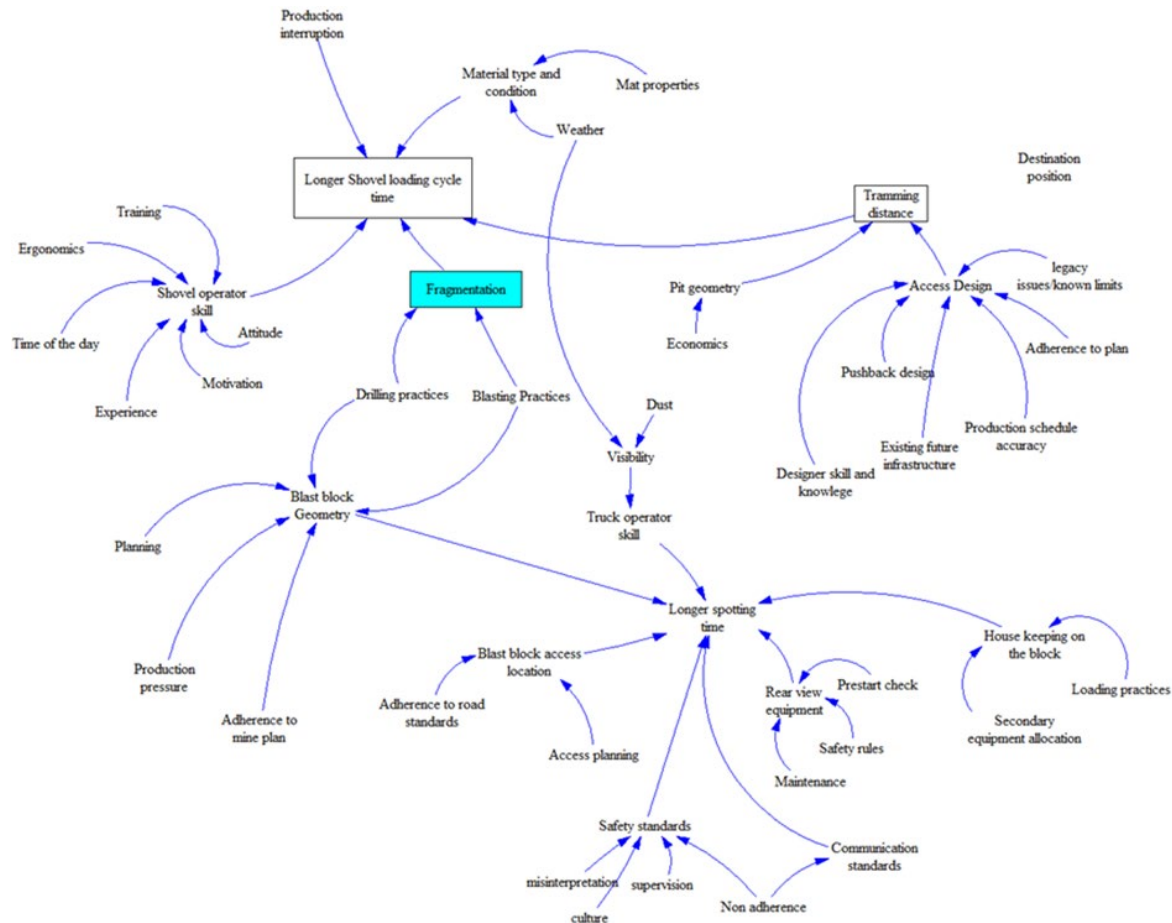 Production
interruption
Material type and
condition
Mat properties
Weather
Destination
position
Longer Shovel loading cycle
time
Tramming
distance
Training
Ergonomics
Shovel operator
skill
Time of the day
Attitude
Motivation
Experience
Fragmentation
Pit geometry
Economics
Access Design
legacy
issues/known limits
Adherence to plan
Pushback design
Production schedule
accuracy
Existing future
infrastructure
Designer skill and
knowlege
Drilling practices
Blasting Practices
Dust
Visibility
Truck operator
skill
Blast block
Geometry
Planning
Production
pressure
Adherence to
mine plan
Longer spotting
time
Blast block access
location
Adherence to road
standards
Access planning
Rear view
equipment
Prestart check
Safety rules
Maintenance
House keeping on
the block
Loading practices
Secondary
equipment allocation
Safety standards
misinterpretation
culture
supervision
Non adherence
Communication
standards